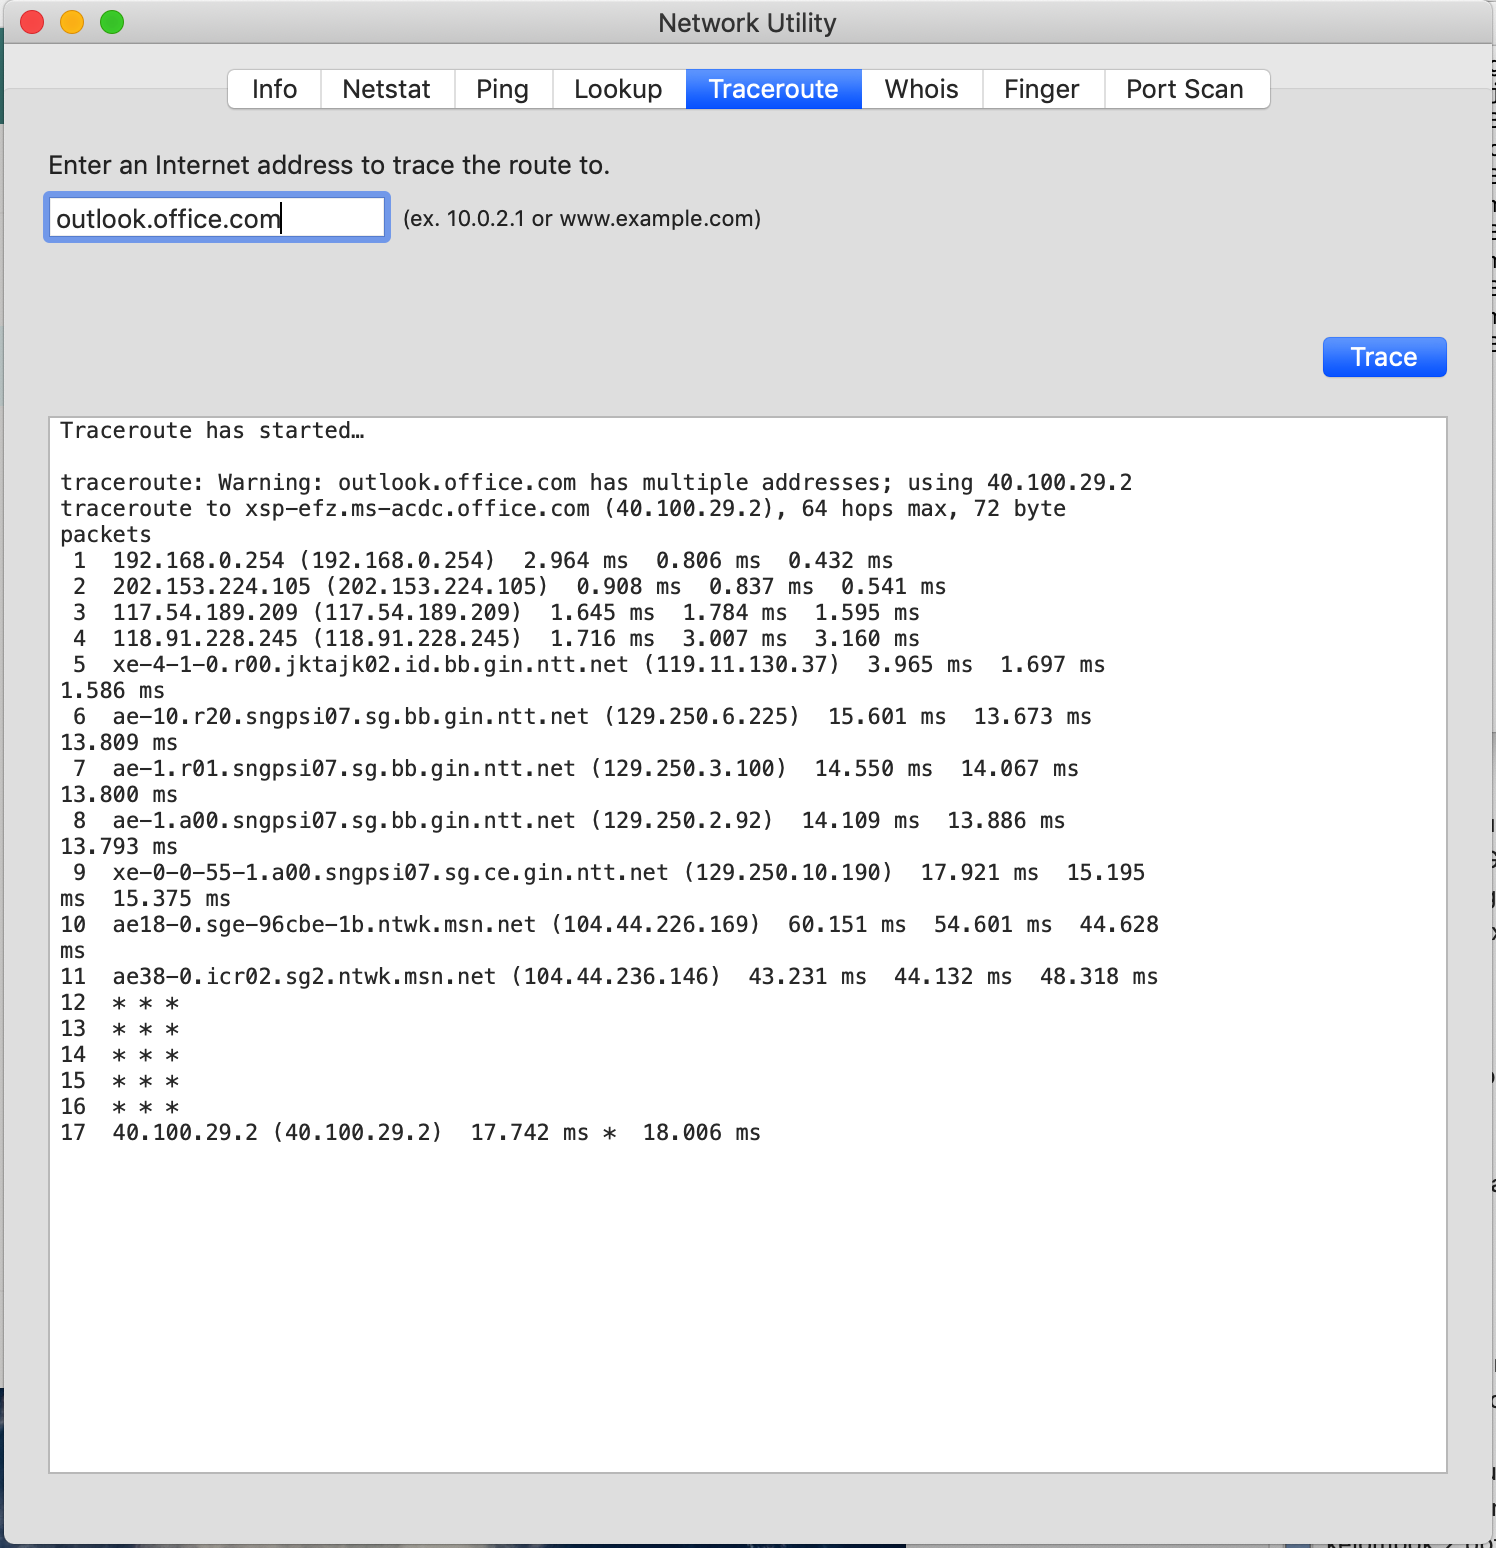 Network Utility
Info Netstat Ping Lookup Traceroute Whois Finger Port Scan
Enter an Internet address to trace the route to.
outlook.office.com (ex. 10.0.2.1 or www.example.com)
Trace
Traceroute has started…
traceroute: Warning: outlook.office.com has multiple addresses; using 40.100.29.2
traceroute to xsp-efz.ms-acdc.office.com (40.100.29.2), 64 hops max, 72 byte
packets
1 192.168.0.254 (192.168.0.254) 2.964 ms 0.806 ms 0.432 ms
2 202.153.224.105 (202.153.224.105) 0.908 ms 0.837 ms 0.541 ms
3 117.54.189.209 (117.54.189.209) 1.645 ms 1.784 ms 1.595 ms
4 118.91.228.245 (118.91.228.245) 1.716 ms 3.007 ms 3.160 ms
5 xe-4-1-0.r00.jktajk02.id.bb.gin.ntt.net (119.11.130.37) 3.965 ms 1.697 ms
1.586 ms
6 ae-10.r20.sngpsi07.sg.bb.gin.ntt.net (129.250.6.225) 15.601 ms 13.673 ms
13.809 ms
7 ae-1.r01.sngpsi07.sg.bb.gin.ntt.net (129.250.3.100) 14.550 ms 14.067 ms
13.800 ms
8 ae-1.a00.sngpsi07.sg.bb.gin.ntt.net (129.250.2.92) 14.109 ms 13.886 ms
13.793 ms
9 xe-0-0-55-1.a00.sngpsi07.sg.ce.gin.ntt.net (129.250.10.190) 17.921 ms 15.195
ms 15.375 ms
10 ae18-0.sge-96cbe-1b.ntwk.msn.net (104.44.226.169) 60.151 ms 54.601 ms 44.628
ms
11 ae38-0.icr02.sg2.ntwk.msn.net (104.44.236.146) 43.231 ms 44.132 ms 48.318 ms
12 * * *
13 * * *
14 * * *
15 * * *
16 * * *
17 40.100.29.2 (40.100.29.2) 17.742 ms * 18.006 ms